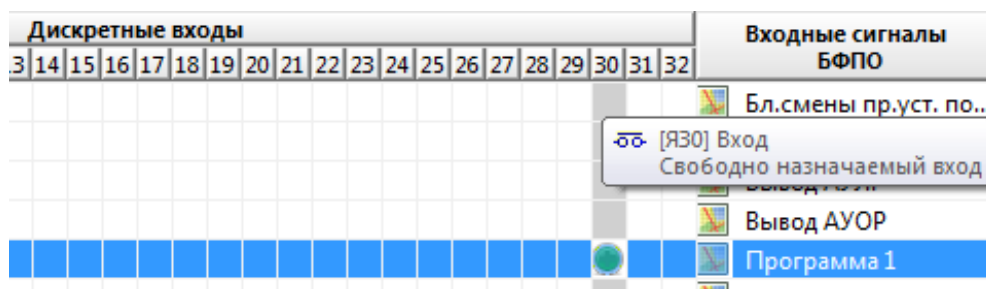 Дискретные входы
Входные сигналы
БФПО
3 14 15 16 17 18 19 20 21 22 23 24 25 26 27 28 29 30 31 32
Бл.смены пр.уст. по...
[Я30] Вход
Свободно назначаемый вход
Вывод АУОР
Программа 1